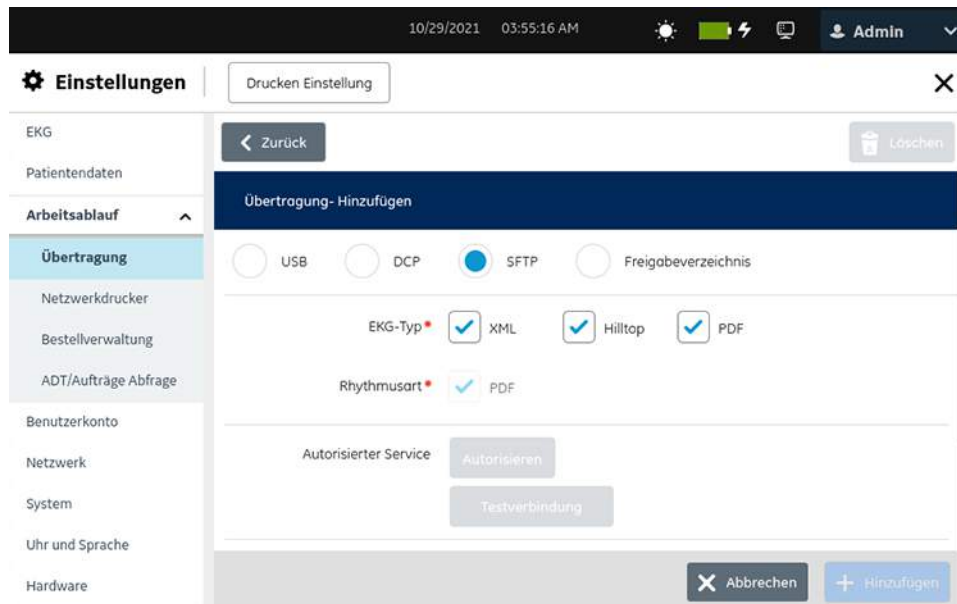 10/29/2021 03:55:16 AM Admin
Einstellungen Drucken Einstellung
EKG
Patientendaten
Arbeitsablauf
Übertragung
Netzwerkdrucker
Bestellverwaltung
ADT/Aufträge Abfrage
Benutzerkonto
Netzwerk
System
Uhr und Sprache
Hardware
Zurück Löschen
Übertragung- Hinzufügen
USB DCP SFTP Freigabeverzeichnis
EKG-Typ* XML Hilltop PDF
Rhythmusart* PDF
Autorisierter Service Autorisieren
Testverbindung
Abbrechen Hinzufügen